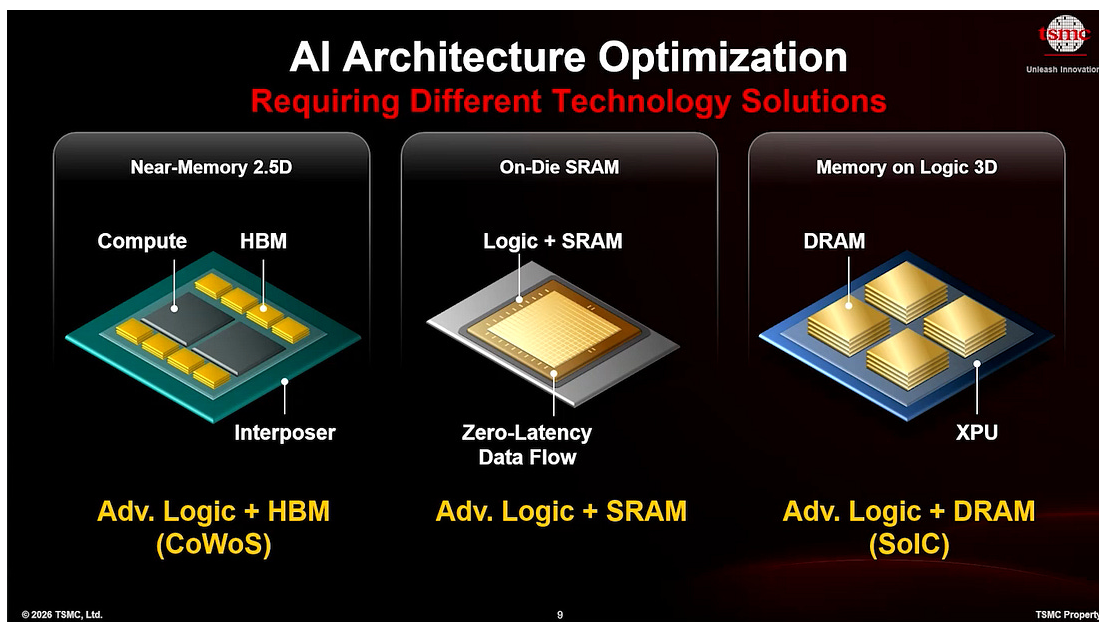 AI Architecture Optimization
Requiring Different Technology Solutions
tsmc
Unleash Innovation
Near-Memory 2.5D
Compute
HBM
Interposer
Adv. Logic + HBM
(CoWoS)
On-Die SRAM
Logic + SRAM
Zero-Latency
Data Flow
Adv. Logic + SRAM
Memory on Logic 3D
DRAM
XPU
Adv. Logic + DRAM
(SoIC)
© 2026 TSMC, Ltd.
9
TSMC Property